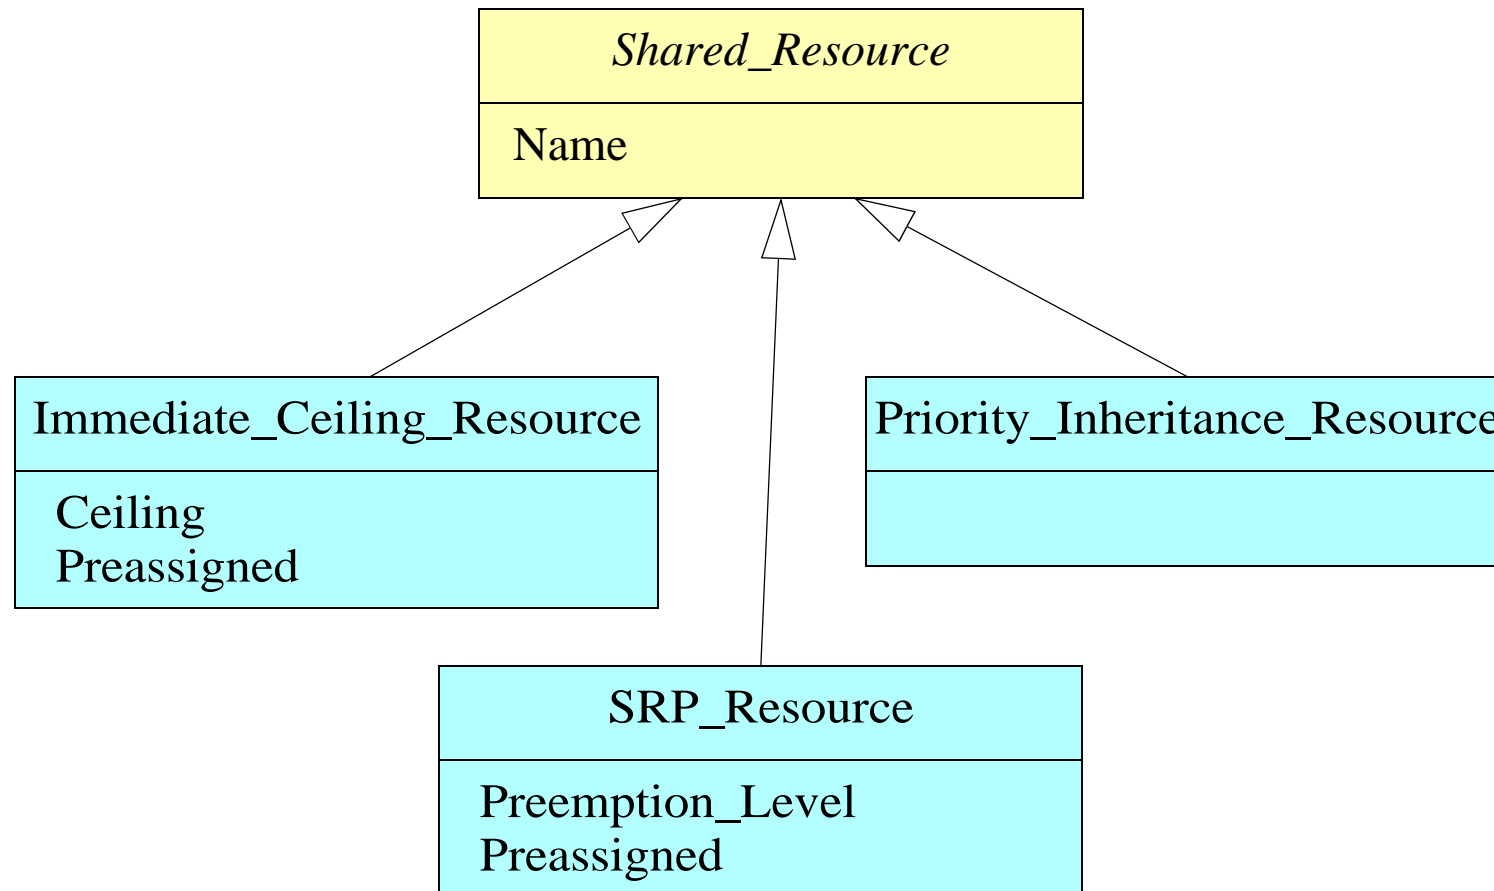 Shared_Resource
Name
Immediate_Ceiling_Resource
Ceiling
Preassigned
Priority_Inheritance_Resource
SRP_Resource
Preemption_Level
Preassigned